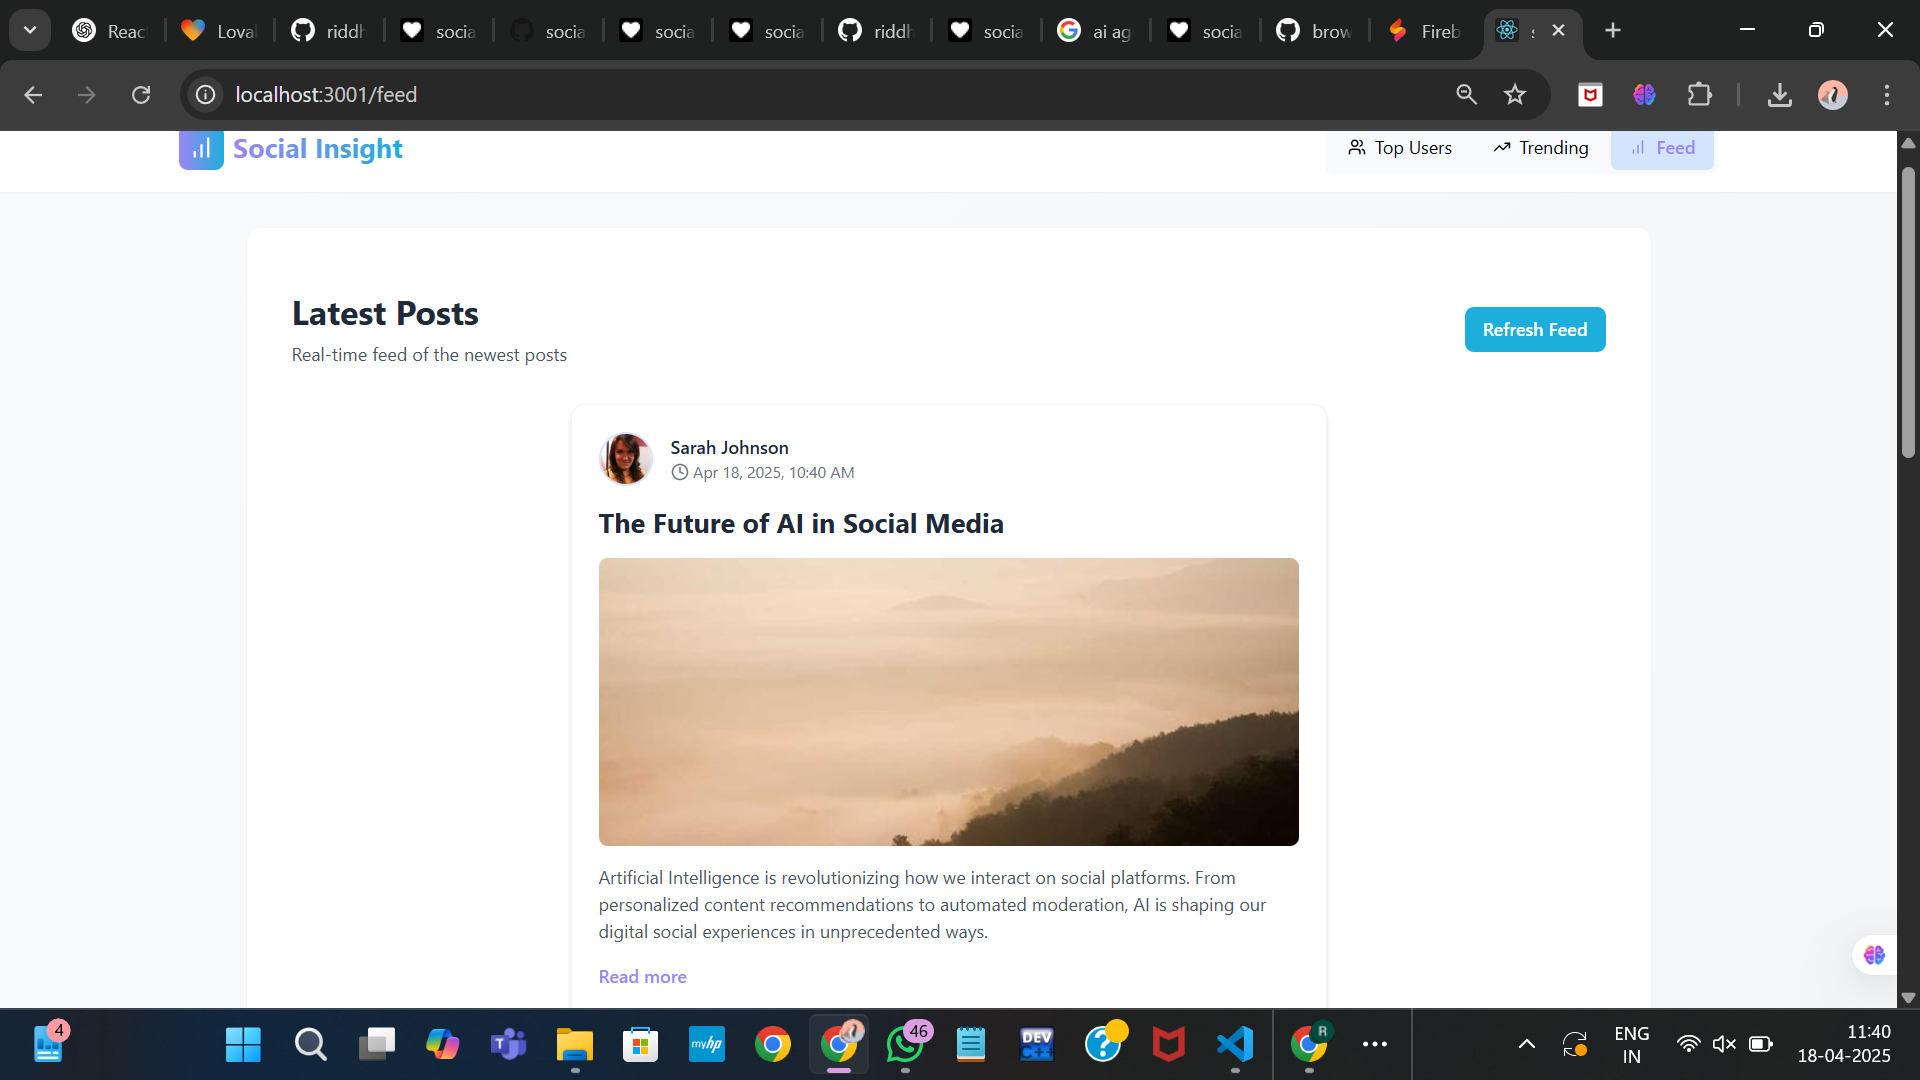 Reac
Loval
riddh
socia
socia
socia
socia
riddh
socia
ai ag
socia
brow
Fireb
s
localhost:3001/feed
Social Insight
Top Users
Trending
Feed
Latest Posts
Real-time feed of the newest posts
Refresh Feed
Sarah Johnson
Apr 18, 2025, 10:40 AM
The Future of AI in Social Media
Artificial Intelligence is revolutionizing how we interact on social platforms. From
personalized content recommendations to automated moderation, AI is shaping our
digital social experiences in unprecedented ways.
Read more
4
T
myhp
46
DEV
C++
?
R
ENG
IN
11:40
18-04-2025